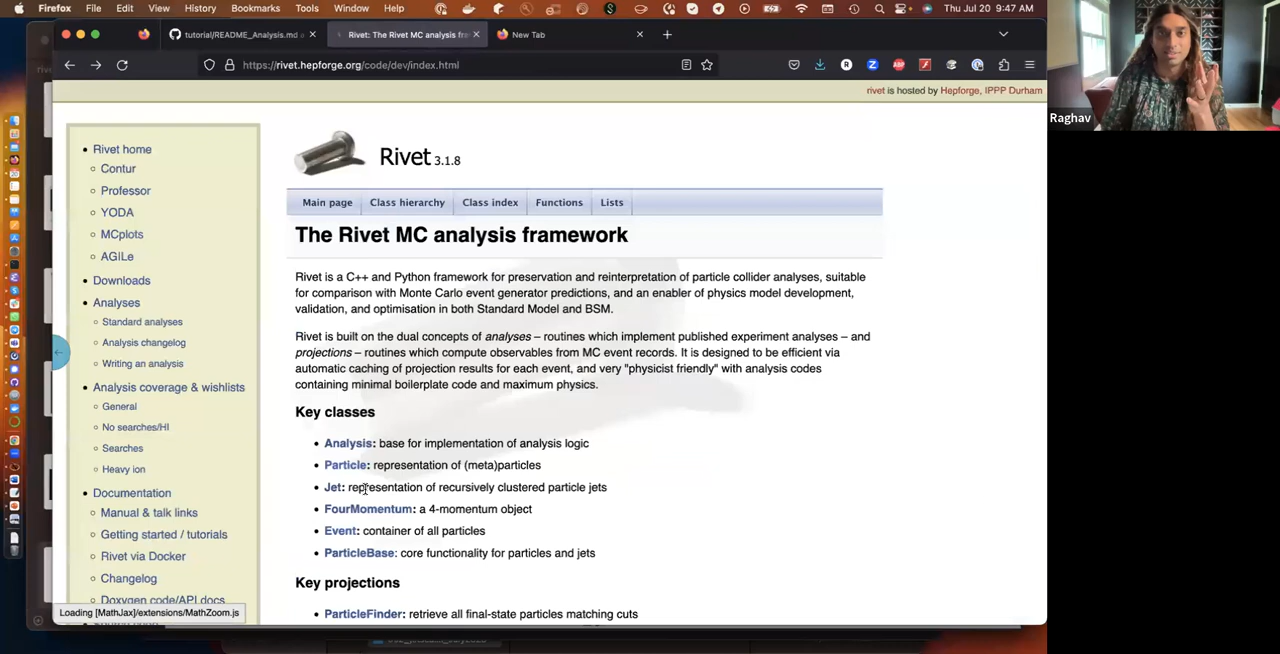 Firefox File Edit View History Bookmarks Tools Window Help Thu Jul 20 9:47 AM
tutorial/README_Analysis.md o
Rivet: The Rivet MC analysis fra
New Tab
https://rivet.hepforge.org/code/dev/index.html
rivet is hosted by Hepforge, IPPP Durham
Raghav
Rivet home
Contur
Professor
YODA
MCplots
AGILe
Downloads
Analyses
Standard analyses
Analysis changelog
Writing an analysis
Analysis coverage & wishlists
General
No searches/HI
Searches
Heavy ion
Documentation
Manual & talk links
Getting started / tutorials
Rivet via Docker
Changelog
Doxygen code/API docs
Loading [MathJax]/extensions/MathZoom.js
Rivet 3.1.8
Main page Class hierarchy Class index Functions Lists
The Rivet MC analysis framework
Rivet is a C++ and Python framework for preservation and reinterpretation of particle collider analyses, suitable
for comparison with Monte Carlo event generator predictions, and an enabler of physics model development,
validation, and optimisation in both Standard Model and BSM.
Rivet is built on the dual concepts of analyses – routines which implement published experiment analyses – and
projections – routines which compute observables from MC event records. It is designed to be efficient via
automatic caching of projection results for each event, and very "physicist friendly" with analysis codes
containing minimal boilerplate code and maximum physics.
Key classes
Analysis: base for implementation of analysis logic
Particle: representation of (meta)particles
Jet: representation of recursively clustered particle jets
FourMomentum: a 4-momentum object
Event: container of all particles
ParticleBase: core functionality for particles and jets
Key projections
ParticleFinder: retrieve all final-state particles matching cuts